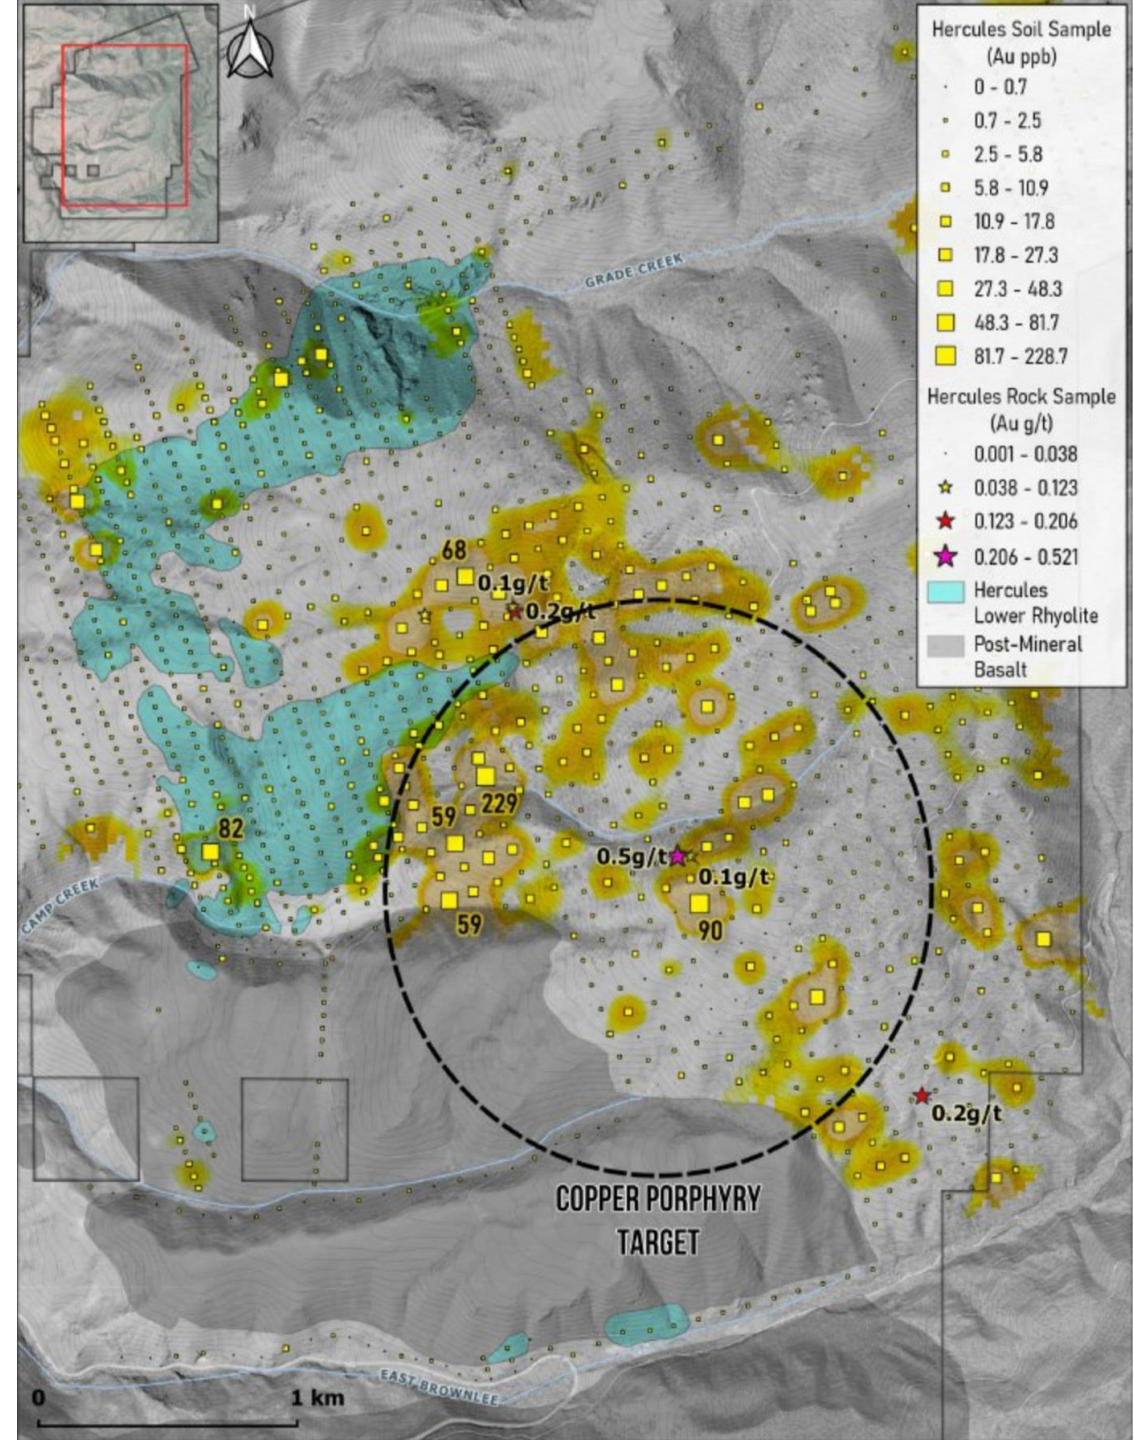 N
Hercules Soil Sample
(Au ppb)
0 - 0.7
0.7 - 2.5
2.5 - 5.8
5.8 - 10.9
10.9 - 17.8
17.8 - 27.3
27.3 - 48.3
48.3 - 81.7
81.7 - 228.7
Hercules Rock Sample
(Au g/t)
0.001 - 0.038
0.038 - 0.123
0.123 - 0.206
0.206 - 0.521
Hercules
Lower Rhyolite
Post-Mineral
Basalt
GRADE CREEK
68
0.1g/t
0.2g/t
229
59
82
0.5g/t
0.1g/t
CAMP CREEK
59
90
0.2g/t
COPPER PORPHYRY
TARGET
EAST BROWNLEE
0
1 km